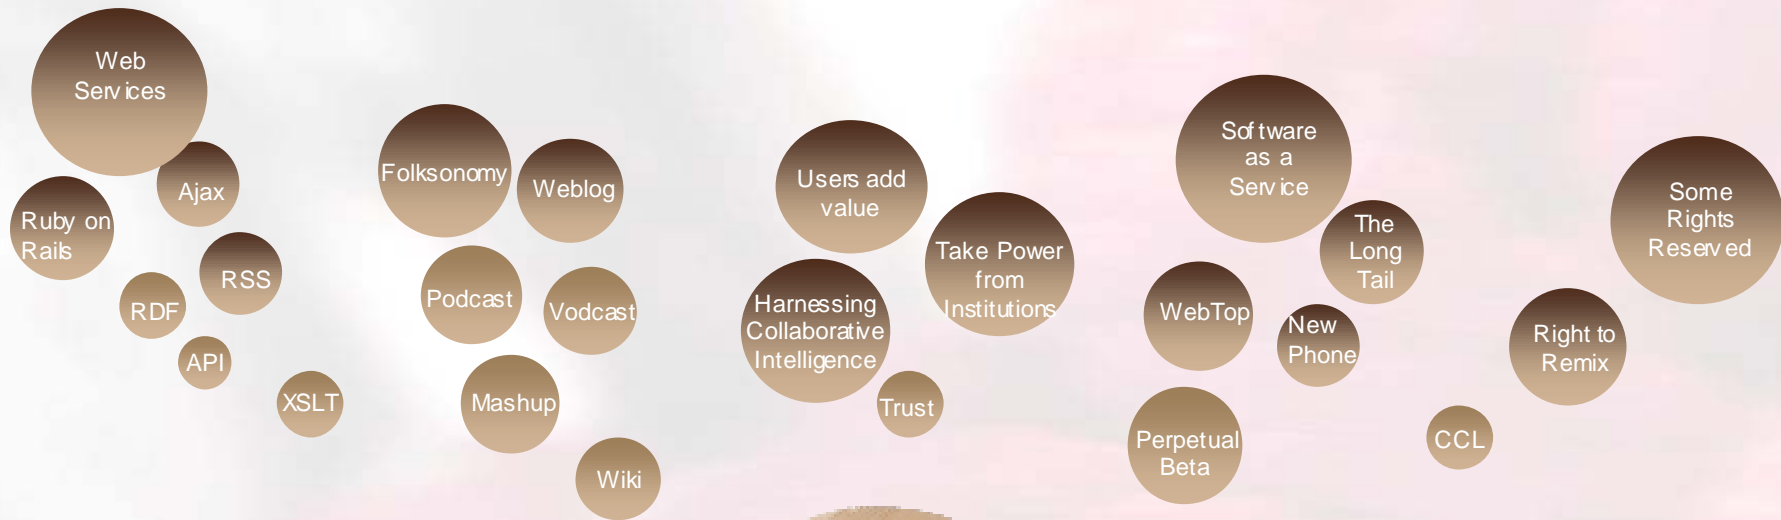 Web
Services
Ajax
Ruby on
Rails
RSS
RDF
API
XSLT
Folksonomy
Weblog
Podcast
Vodcast
Mashup
Wiki
Users add
value
Take Power
from
Institutions
Harnessing
Collaborative
Intelligence
Trust
Software
as a
Service
The
Long
Tail
WebTop
New
Phone
Perpetual
Beta
CCL
Right to
Remix
Some
Rights
Reserved